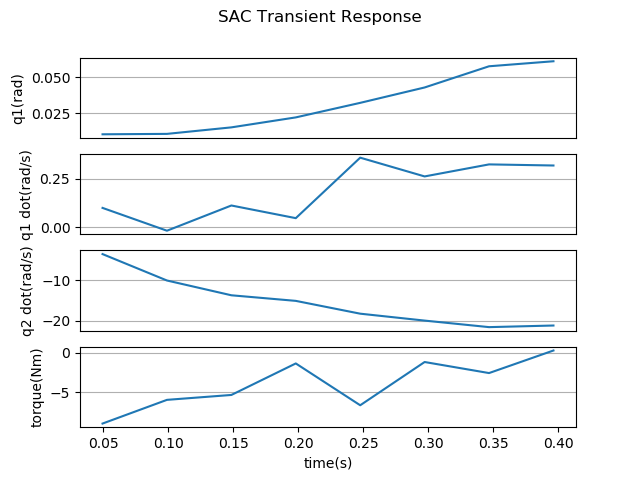 SAC Transient Response
q1(rad)
0.050
0.025
q1 dot(rad/s)
0.25
0.00
q2 dot(rad/s)
−10
−20
torque(Nm)
0
−5
0.05 0.10 0.15 0.20 0.25 0.30 0.35 0.40
time(s)